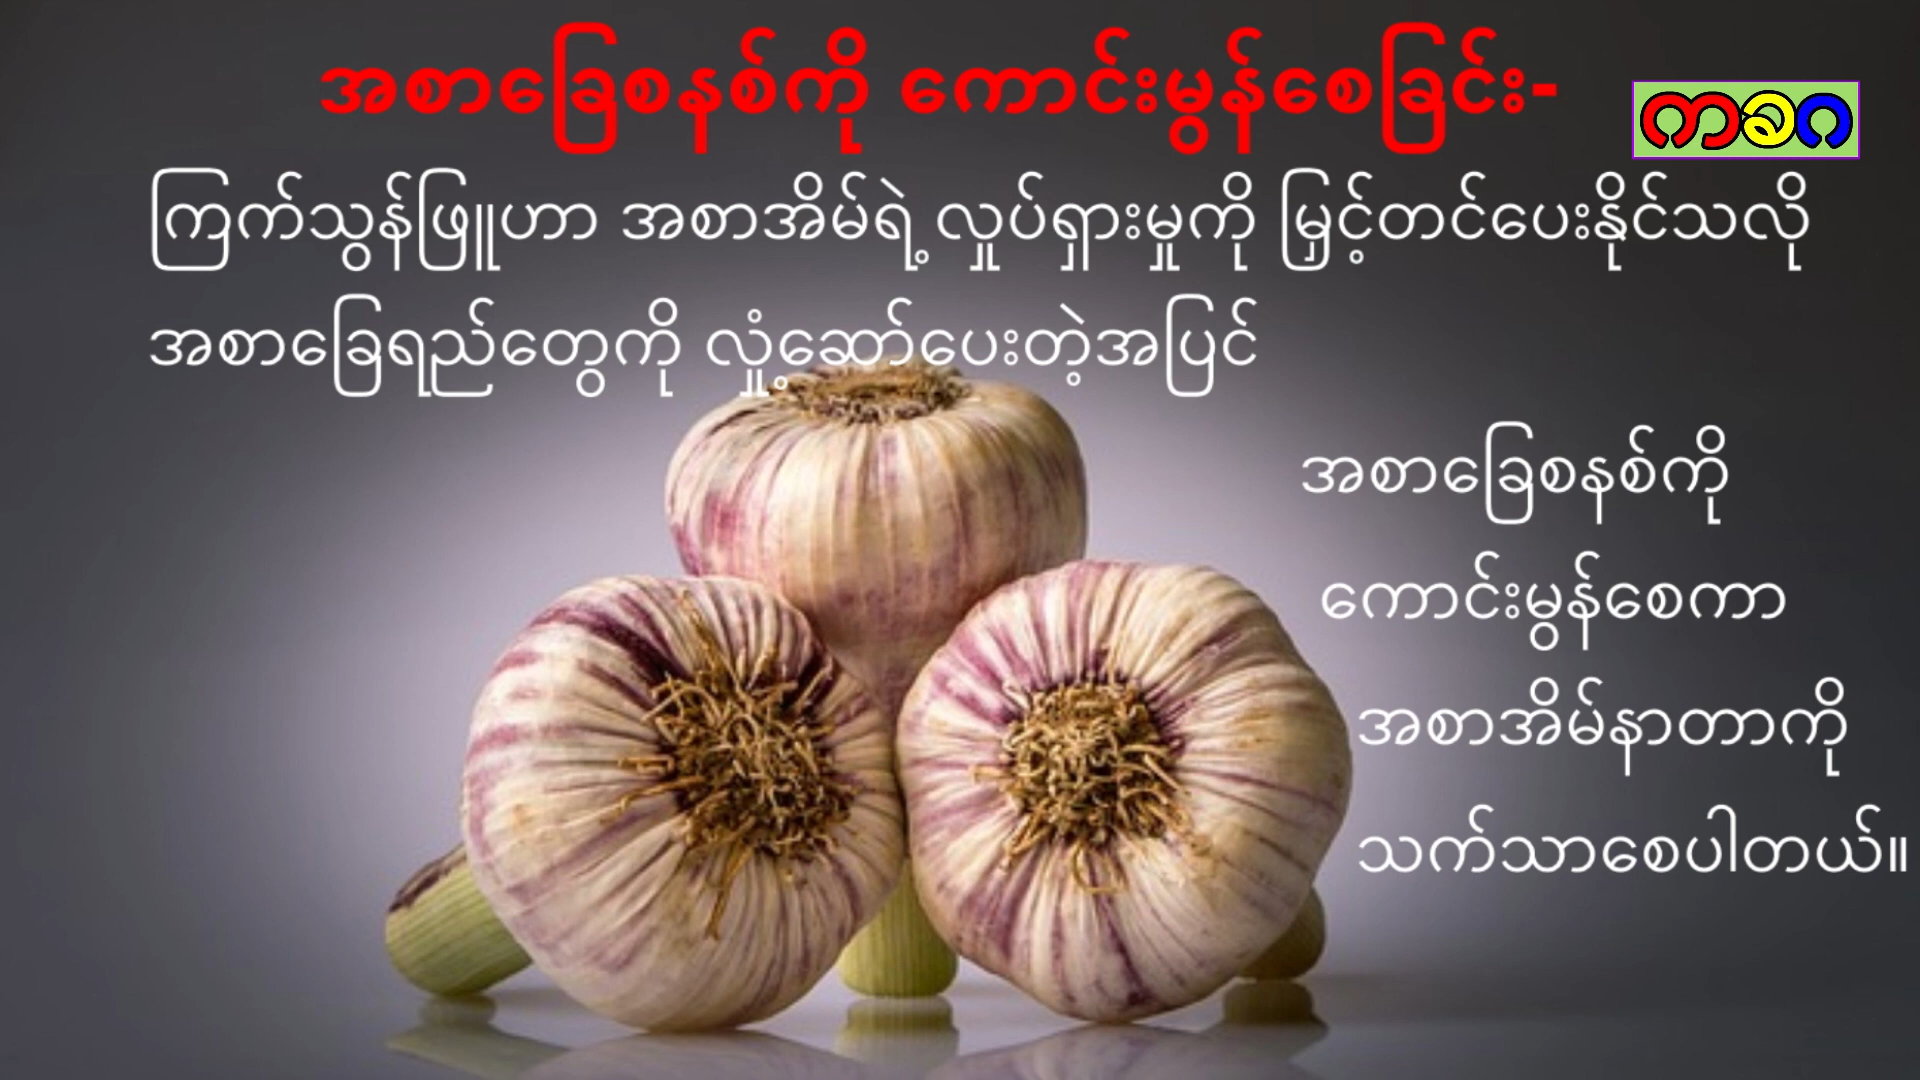 အစာခြေစနစ်ကို ကောင်းမွန်စေခြင်း-
ကခဂ
ကြက်သွန်ဖြူဟာ အစာအိမ်ရဲ့ လှုပ်ရှားမှုကို မြှင့်တင်ပေးနိုင်သလို
အစာခြေရည်တွေကို လှုံ့ဆော်ပေးတဲ့အပြင်
အစာခြေစနစ်ကို
ကောင်းမွန်စေကာ
အစာအိမ်နာတာကို
သက်သာစေပါတယ်။